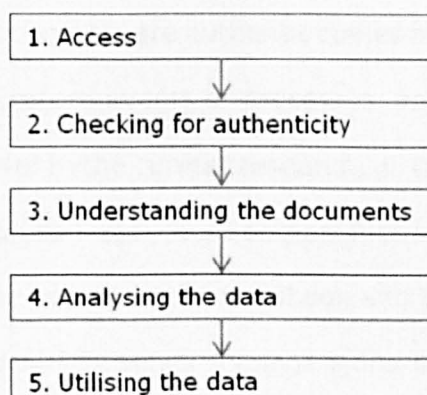 1. Access
2. Checking for authenticity
3. Understanding the documents
4. Analysing the data
5. Utilising the data